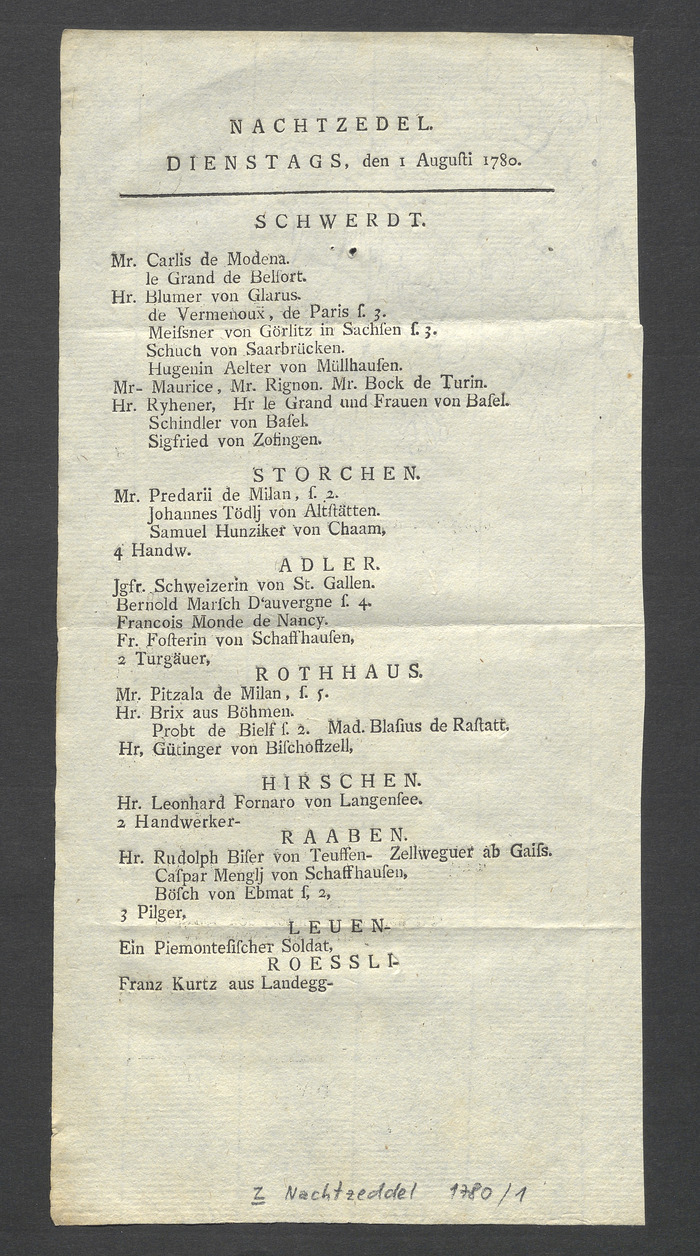 NACHTZEDEL.
DIENSTAGS, den 1 Auguſti 1780.
SCHWERDT.
Mr. Carlis de Modena.
le Grand de Belfort.
Hr. Blumer von Glarus.
de Vermenoux, de Paris ſ. 3.
Meiſsner von Görlitz in Sachſen ſ. 3.
Schuch von Saarbrücken.
Hugenin Aelter von Müllhauſen.
Mr- Maurice, Mr. Rignon. Mr. Bock de Turin.
Hr. Ryhener, Hr le Grand und Frauen von Baſel.
Schindler von Baſel.
Sigfried von Zofingen.
STORCHEN.
Mr. Predarii de Milan, ſ. 2.
Johannes Tödlj von Altſtätten.
Samuel Hunziker von Chaam,
4 Handw.
ADLER.
Jgfr. Schweizerin von St. Gallen.
Bernold Marſch D'auvergne ſ. 4.
Francois Monde de Nancy.
Fr. Foſterin von Schaffhauſen,
2 Turgäuer,
ROTHHAUS.
Mr. Pitzala de Milan, ſ. 5.
Hr. Brix aus Böhmen.
Probt de Bielf ſ. 2. Mad. Blaſius de Raſtatt,
Hr, Gütinger von Biſchoffzell,
HIRSCHEN.
Hr. Leonhard Fornaro von Langenſee.
2 Handwerker-
RAABEN.
Hr. Rudolph Biſer von Teuffen- Zellweguer ab Gaiſs.
Caſpar Menglj von Schaffhauſen,
Böſch von Ebmat ſ, 2,
3 Pilger,
LEUEN-
Ein Piemonteſiſcher Soldat,
ROESSLI-
Franz Kurtz aus Landegg-
Z Nachtzeddel 1780/1